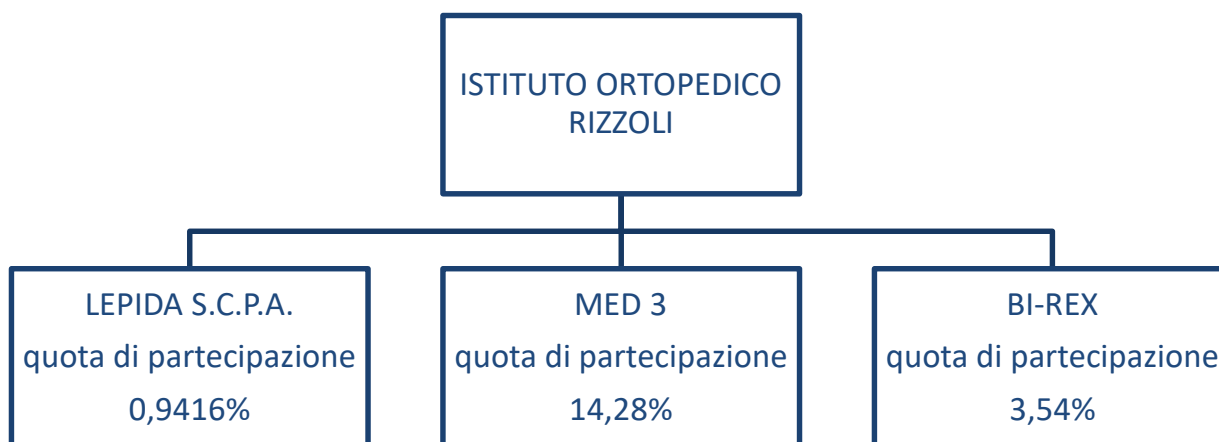 ISTITUTO ORTOPEDICO
RIZZOLI
LEPIDA S.C.P.A.
quota di partecipazione
0,9416%
MED 3
quota di partecipazione
14,28%
BI-REX
quota di partecipazione
3,54%